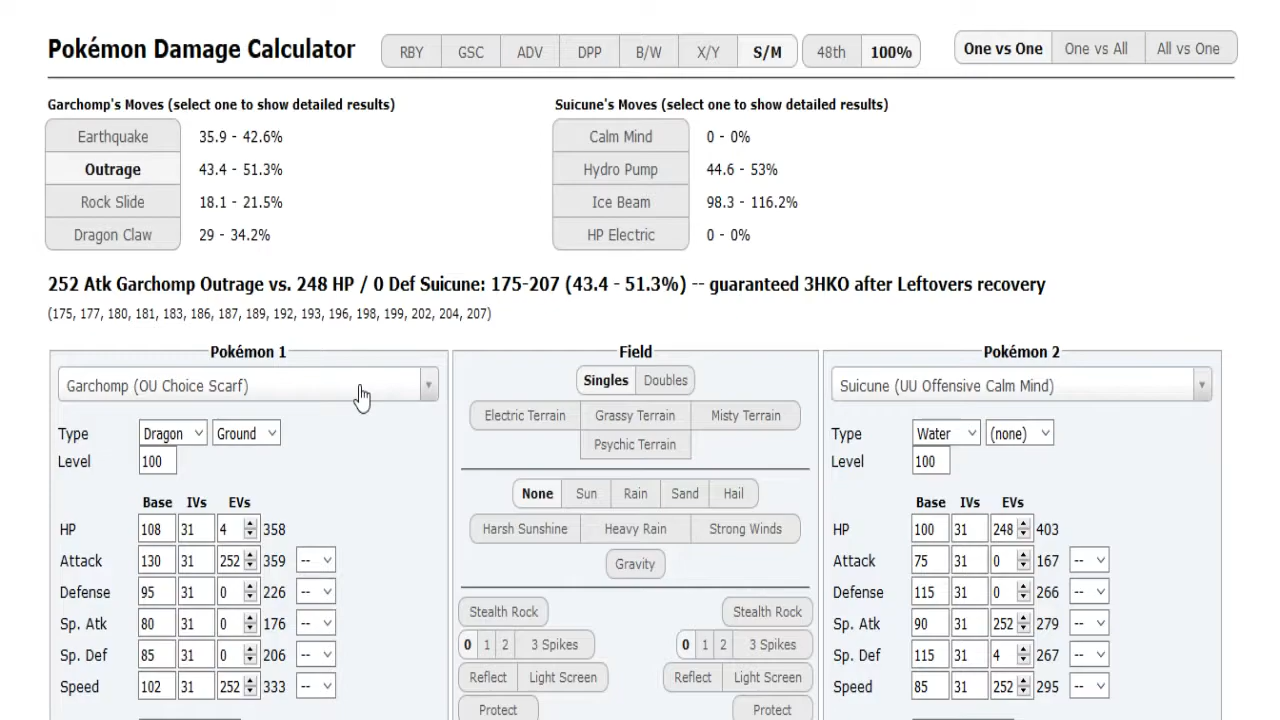 Pokémon Damage Calculator
RBY GSC ADV DPP B/W X/Y S/M 48th 100% One vs One One vs All All vs One
Garchomp's Moves (select one to show detailed results)
Earthquake 35.9 - 42.6%
Outrage 43.4 - 51.3%
Rock Slide 18.1 - 21.5%
Dragon Claw 29 - 34.2%
Suicune's Moves (select one to show detailed results)
Calm Mind 0 - 0%
Hydro Pump 44.6 - 53%
Ice Beam 98.3 - 116.2%
HP Electric 0 - 0%
252 Atk Garchomp Outrage vs. 248 HP / 0 Def Suicune: 175-207 (43.4 - 51.3%) -- guaranteed 3HKO after Leftovers recovery
(175, 177, 180, 181, 183, 186, 187, 189, 192, 193, 196, 198, 199, 202, 204, 207)
Pokémon 1
Garchomp (OU Choice Scarf)
Type Dragon Ground
Level 100
Base IVs EVs
HP 108 31 4 358
Attack 130 31 252 359 --
Defense 95 31 0 226 --
Sp. Atk 80 31 0 176 --
Sp. Def 85 31 0 206 --
Speed 102 31 252 333 --
Field
Singles Doubles
Electric Terrain Grassy Terrain Misty Terrain
Psychic Terrain
None Sun Rain Sand Hail
Harsh Sunshine Heavy Rain Strong Winds
Gravity
Stealth Rock Stealth Rock
0 1 2 3 Spikes 0 1 2 3 Spikes
Reflect Light Screen Reflect Light Screen
Protect Protect
Pokémon 2
Suicune (UU Offensive Calm Mind)
Type Water (none)
Level 100
Base IVs EVs
HP 100 31 248 403
Attack 75 31 0 167 --
Defense 115 31 0 266 --
Sp. Atk 90 31 252 279 --
Sp. Def 115 31 4 267 --
Speed 85 31 252 295 --